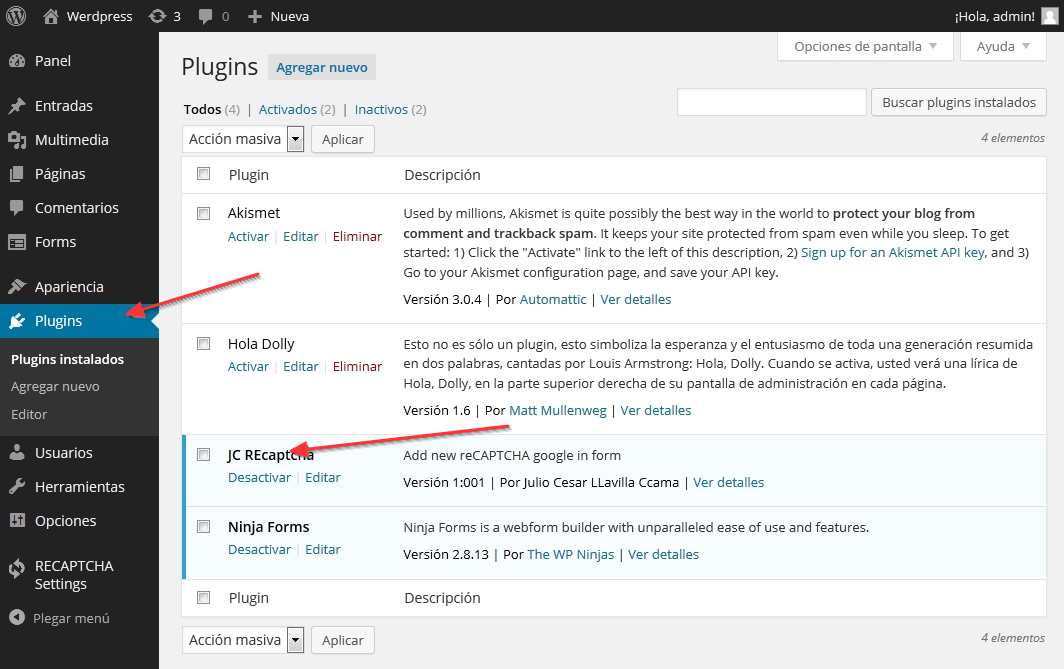 Wordpress 3 0 Nueva ¡Hola, admin!
Opciones de pantalla Ayuda
Panel
Entradas
Multimedia
Páginas
Comentarios
Forms
Apariencia
Plugins
Plugins instalados
Agregar nuevo
Editor
Usuarios
Herramientas
Opciones
RECAPTCHA
Settings
Plegar menú
Plugins Agregar nuevo
Todos (4) | Activados (2) | Inactivos (2)
Buscar plugins instalados
Acción masiva Aplicar
4 elementos
Plugin Descripción
Akismet
Activar | Editar | Eliminar
Used by millions, Akismet is quite possibly the best way in the world to protect your blog from
comment and trackback spam. It keeps your site protected from spam even while you sleep. To get
started: 1) Click the "Activate" link to the left of this description, 2) Sign up for an Akismet API key, and 3)
Go to your Akismet configuration page, and save your API key.
Versión 3.0.4 | Por Automattic | Ver detalles
Hola Dolly
Activar | Editar | Eliminar
Esto no es sólo un plugin, esto simboliza la esperanza y el entusiasmo de toda una generación resumida
en dos palabras, cantadas por Louis Armstrong: Hola, Dolly. Cuando se activa, usted verá una lírica de
Hola, Dolly, en la parte superior derecha de su pantalla de administración en cada página.
Versión 1.6 | Por Matt Mullenweg | Ver detalles
JC REcaptcha
Desactivar | Editar
Add new reCAPTCHA google in form
Versión 1:001 | Por Julio Cesar LLavilla Ccama | Ver detalles
Ninja Forms
Desactivar | Editar
Ninja Forms is a webform builder with unparalleled ease of use and features.
Versión 2.8.13 | Por The WP Ninjas | Ver detalles
Plugin Descripción
Acción masiva Aplicar
4 elementos